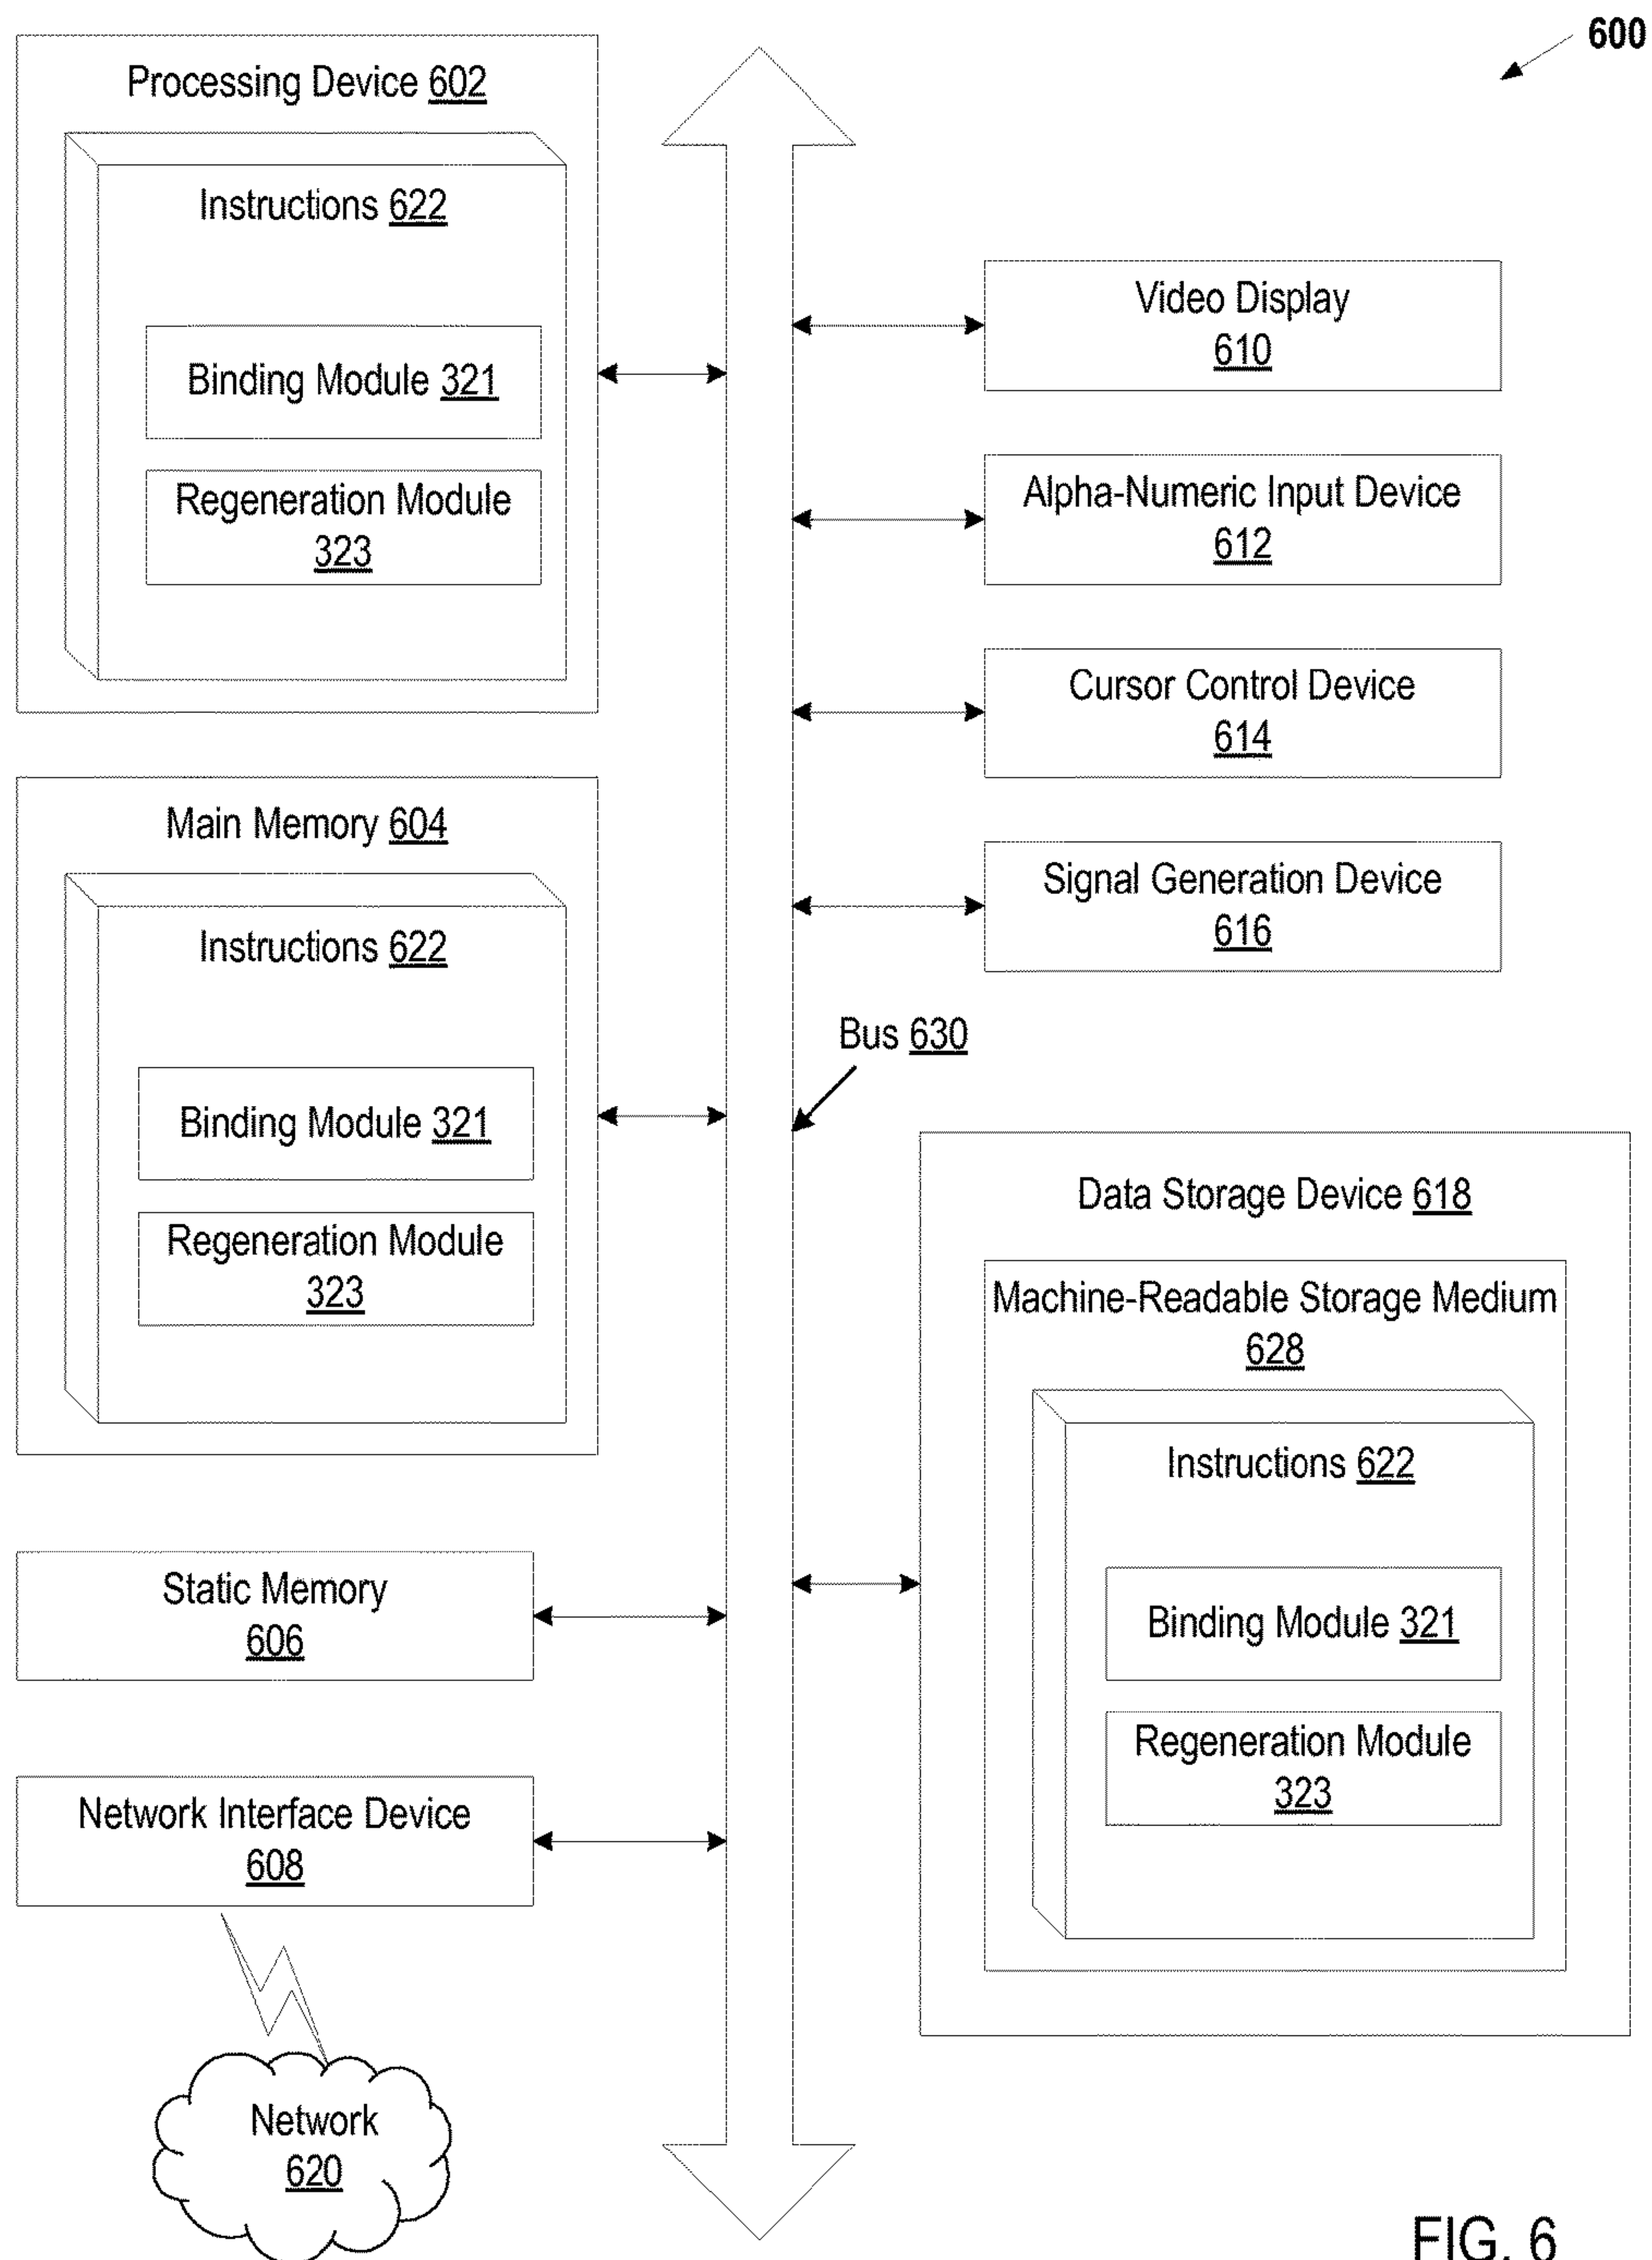 600
Processing Device 602
Instructions 622
Binding Module 321
Regeneration Module
323
Main Memory 604
Instructions 622
Binding Module 321
Regeneration Module
323
Static Memory
606
Network Interface Device
608
Network
620
Video Display
610
Alpha-Numeric Input Device
612
Cursor Control Device
614
Signal Generation Device
616
Bus 630
Data Storage Device 618
Machine-Readable Storage Medium
628
Instructions 622
Binding Module 321
Regeneration Module
323
FIG. 6